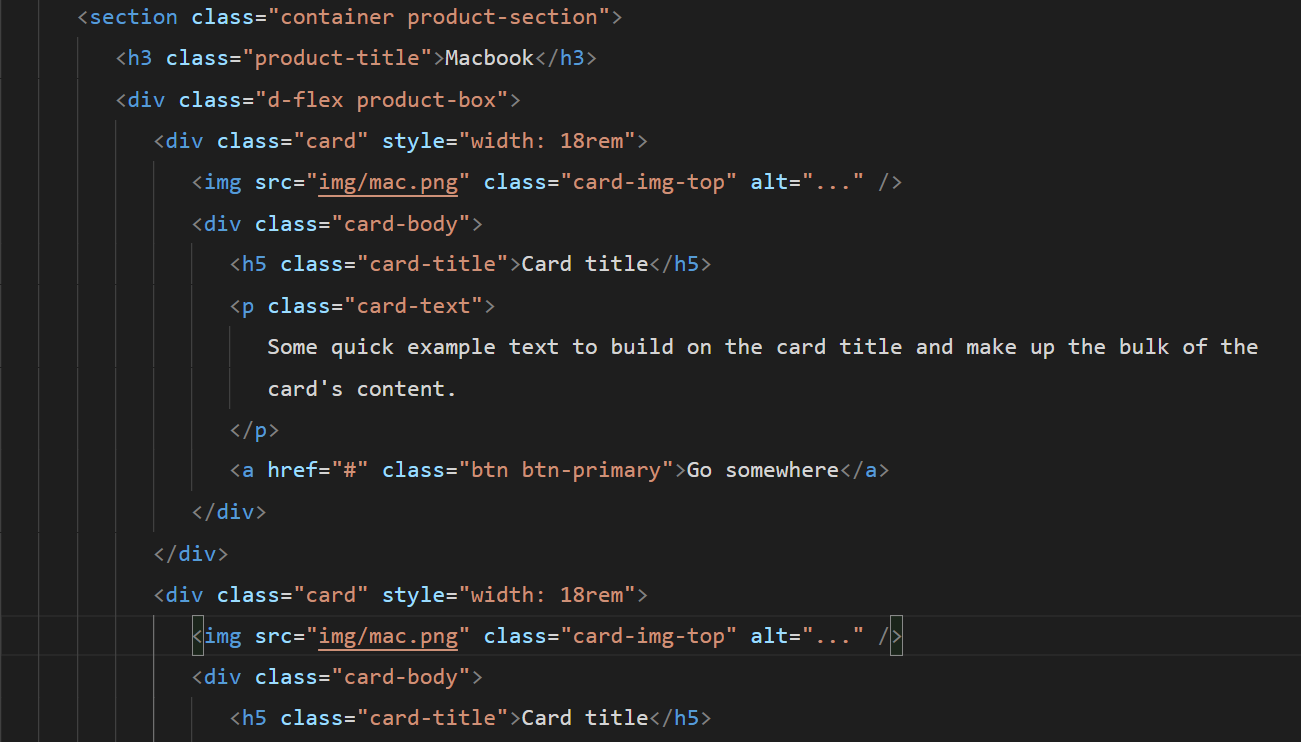 <section class="container product-section">
<h3 class="product-title">Macbook</h3>
<div class="d-flex product-box">
<div class="card" style="width: 18rem">
<img src="img/mac.png" class="card-img-top" alt="..." />
<div class="card-body">
<h5 class="card-title">Card title</h5>
<p class="card-text">
Some quick example text to build on the card title and make up the bulk of the
card's content.
</p>
<a href="#" class="btn btn-primary">Go somewhere</a>
</div>
</div>
<div class="card" style="width: 18rem">
<img src="img/mac.png" class="card-img-top" alt="..." />
<div class="card-body">
<h5 class="card-title">Card title</h5>